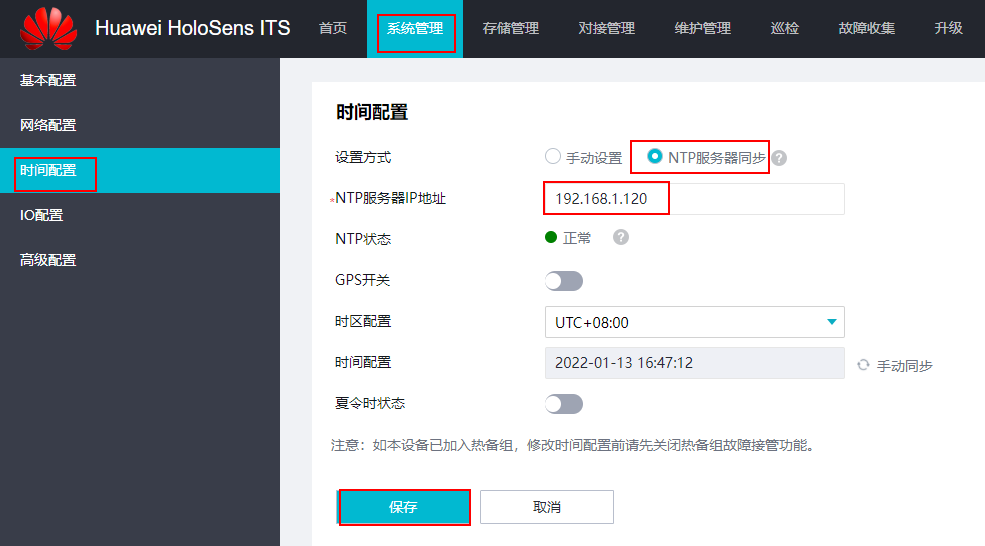 Huawei HoloSens ITS 首页 系统管理 存储管理 对接管理 维护管理 巡检 故障收集 升级
基本配置
网络配置
时间配置
IO配置
高级配置
时间配置
设置方式 手动设置 NTP服务器同步 ?
*NTP服务器IP地址 192.168.1.120
NTP状态 正常 ?
GPS开关
时区配置 UTC+08:00
时间配置 2022-01-13 16:47:12 手动同步
夏令时状态
注意：如本设备已加入热备组，修改时间配置前请先关闭热备组故障接管功能。
保存 取消